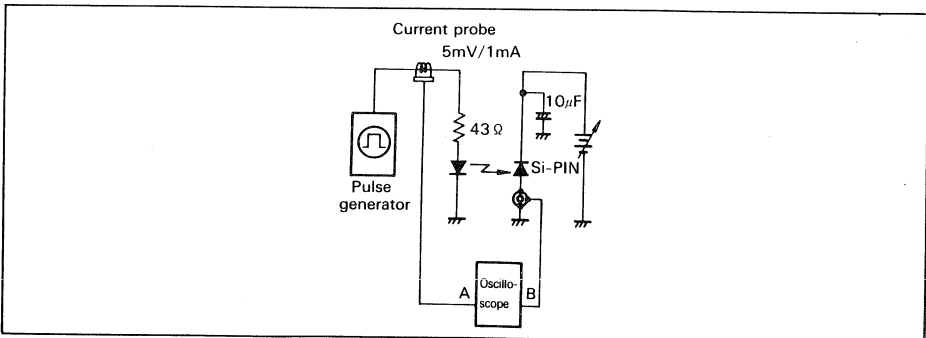 Current probe
5mV/1mA
10μF
43Ω
Si-PIN
Pulse
generator
A
Oscillo-
scope
B